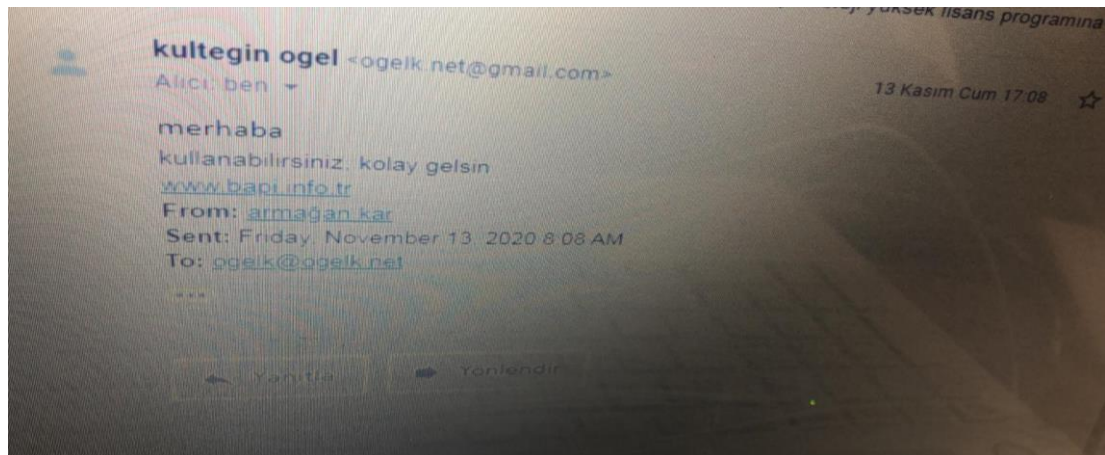 yüksek lisans programına
kultegin ogel <ogelk.net@gmail.com>
Alıcı: ben
13 Kasım Cum 17:08
merhaba
kullanabilirsiniz, kolay gelsin
www.bapi.info.tr
From: armağan kar
Sent: Friday, November 13, 2020 8:08 AM
To: ogelk@ogelk.net
Yanıtla
Yönlendir